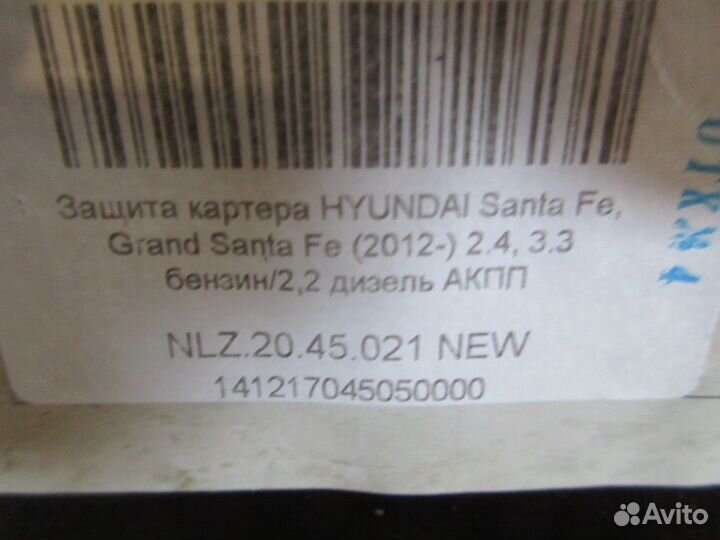 Защита картера HYUNDAI Santa Fe,
Grand Santa Fe (2012-) 2.4, 3.3
бензин/2,2 дизель АКПП
NLZ.20.45.021 NEW
141217045050000
ОТК№1
Avito